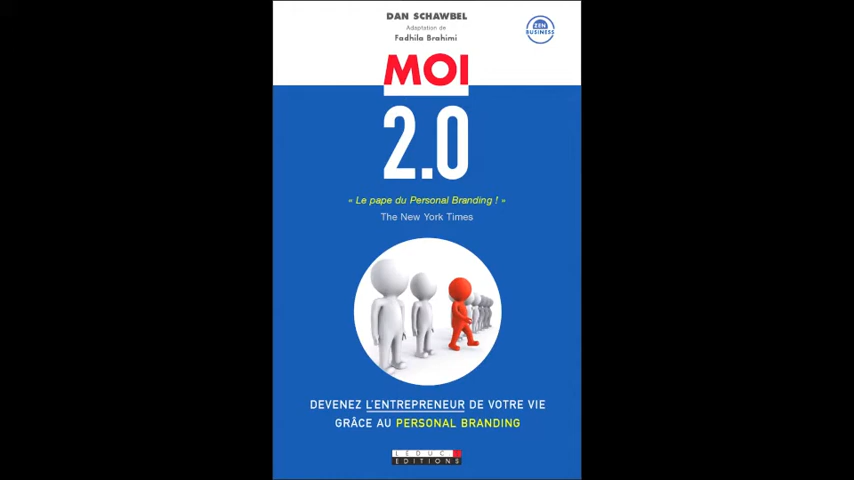 DAN SCHAWBEL
Adaptation de
Fadhila Brahimi
ZEN
BUSINESS
MOI
2.0
« Le pape du Personal Branding ! »
The New York Times
DEVENEZ L'ENTREPRENEUR DE VOTRE VIE
GRÂCE AU PERSONAL BRANDING
LEDUC.S
EDITIONS